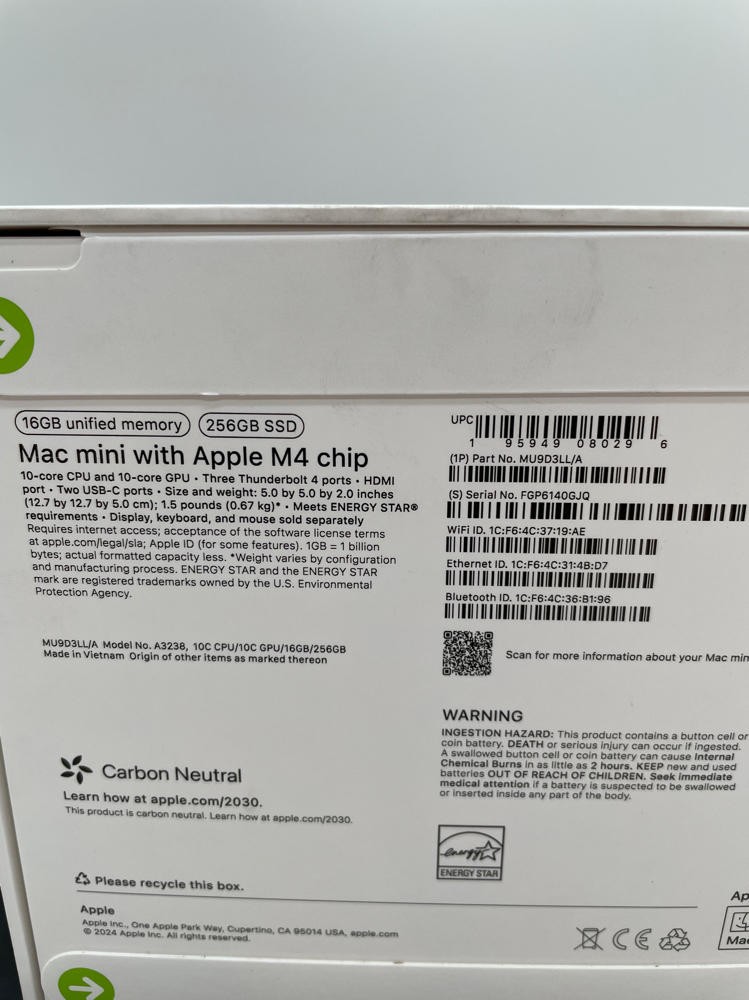 16GB unified memory 256GB SSD
Mac mini with Apple M4 chip
10-core CPU and 10-core GPU • Three Thunderbolt 4 ports • HDMI
port • Two USB-C ports • Size and weight: 5.0 by 5.0 by 2.0 inches
(12.7 by 12.7 by 5.0 cm); 1.5 pounds (0.67 kg)* • Meets ENERGY STAR®
requirements • Display, keyboard, and mouse sold separately
Requires internet access; acceptance of the software license terms
at apple.com/legal/sla; Apple ID (for some features). 1GB = 1 billion
bytes; actual formatted capacity less. *Weight varies by configuration
and manufacturing process. ENERGY STAR and the ENERGY STAR
mark are registered trademarks owned by the U.S. Environmental
Protection Agency.
MU9D3LL/A Model No. A3238, 10C CPU/10C GPU/16GB/256GB
Made in Vietnam Origin of other items as marked thereon
Carbon Neutral
Learn how at apple.com/2030.
This product is carbon neutral. Learn how at apple.com/2030.
Please recycle this box.
Apple
Apple Inc., One Apple Park Way, Cupertino, CA 95014 USA, apple.com
© 2024 Apple Inc. All rights reserved.
UPC
1 95949 08029 6
(1P) Part No. MU9D3LL/A
(S) Serial No. FGP6140GJQ
WiFi ID. 1C:F6:4C:37:19:AE
Ethernet ID. 1C:F6:4C:31:4B:D7
Bluetooth ID. 1C:F6:4C:36:B1:96
Scan for more information about your Mac min
WARNING
INGESTION HAZARD: This product contains a button cell or
coin battery. DEATH or serious injury can occur if ingested.
A swallowed button cell or coin battery can cause Internal
Chemical Burns in as little as 2 hours. KEEP new and used
batteries OUT OF REACH OF CHILDREN. Seek immediate
medical attention if a battery is suspected to be swallowed
or inserted inside any part of the body.
energy
ENERGY STAR
CE
Ap
Mac